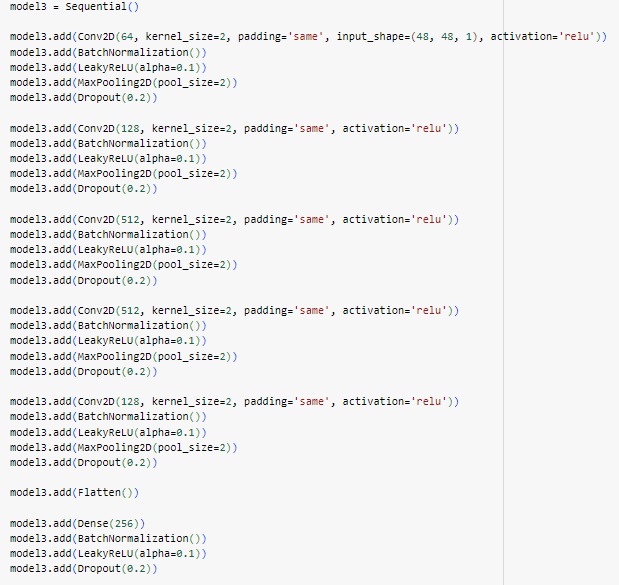 model3 = Sequential()
model3.add(Conv2D(64, kernel_size=2, padding='same', input_shape=(48, 48, 1), activation='relu'))
model3.add(BatchNormalization())
model3.add(LeakyReLU(alpha=0.1))
model3.add(MaxPooling2D(pool_size=2))
model3.add(Dropout(0.2))
model3.add(Conv2D(128, kernel_size=2, padding='same', activation='relu'))
model3.add(BatchNormalization())
model3.add(LeakyReLU(alpha=0.1))
model3.add(MaxPooling2D(pool_size=2))
model3.add(Dropout(0.2))
model3.add(Conv2D(512, kernel_size=2, padding='same', activation='relu'))
model3.add(BatchNormalization())
model3.add(LeakyReLU(alpha=0.1))
model3.add(MaxPooling2D(pool_size=2))
model3.add(Dropout(0.2))
model3.add(Conv2D(512, kernel_size=2, padding='same', activation='relu'))
model3.add(BatchNormalization())
model3.add(LeakyReLU(alpha=0.1))
model3.add(MaxPooling2D(pool_size=2))
model3.add(Dropout(0.2))
model3.add(Conv2D(128, kernel_size=2, padding='same', activation='relu'))
model3.add(BatchNormalization())
model3.add(LeakyReLU(alpha=0.1))
model3.add(MaxPooling2D(pool_size=2))
model3.add(Dropout(0.2))
model3.add(Flatten())
model3.add(Dense(256))
model3.add(BatchNormalization())
model3.add(LeakyReLU(alpha=0.1))
model3.add(Dropout(0.2))